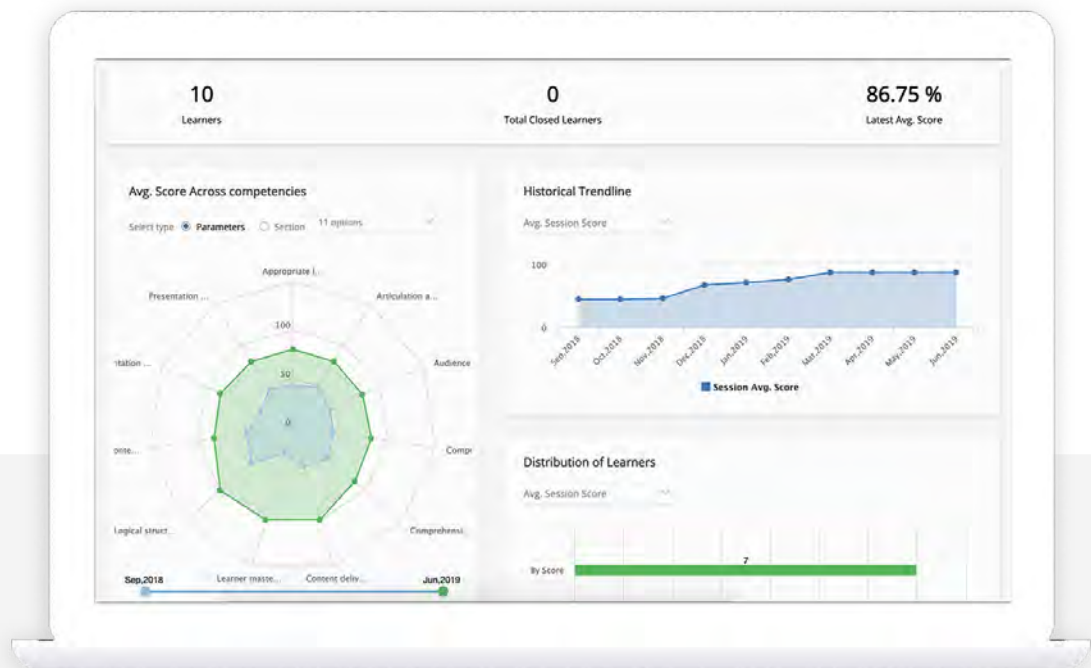 10
Learners
0
Total Closed Learners
86.75 %
Latest Avg. Score
Avg. Score Across competencies
Select type Parameters Section 11 options
Appropriate i...
Presentation ...
Articulation a...
100
ntation ...
Audience
50
0
onte...
Compr
Logical struct...
Comprehensi...
Learner maste...
Content deliv...
Sep,2018
Jun,2019
Historical Trendline
Avg. Session Score
100
0
Sep,2018
Oct,2018
Nov,2018
Dec,2018
Jan,2019
Feb,2019
Mar,2019
Apr,2019
May,2019
Jun,2019
Session Avg. Score
Distribution of Learners
Avg. Session Score
7
By Score